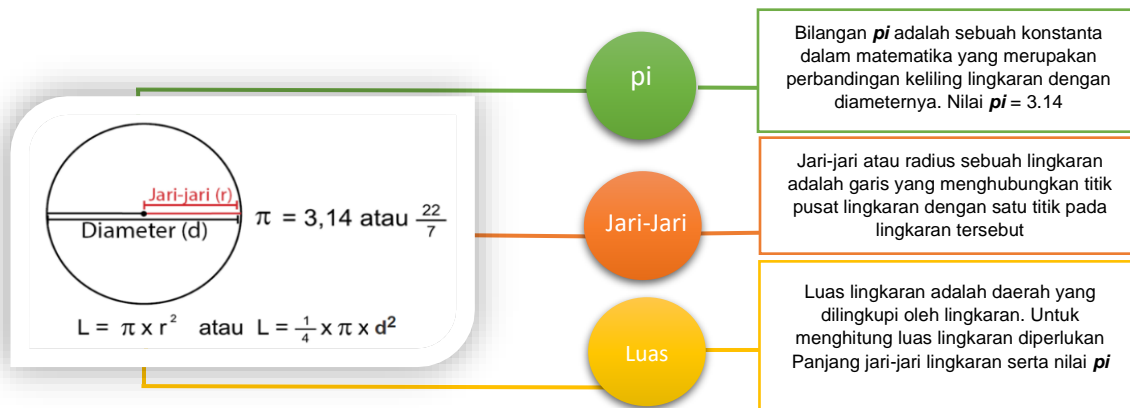 Jari-jari (r)
Diameter (d)
π = 3,14 atau 22/7
L = π x r² atau L = 1/4 x π x d²
pi
Bilangan pi adalah sebuah konstanta
dalam matematika yang merupakan
perbandingan keliling lingkaran dengan
diameternya. Nilai pi = 3.14
Jari-Jari
Jari-jari atau radius sebuah lingkaran
adalah garis yang menghubungkan titik
pusat lingkaran dengan satu titik pada
lingkaran tersebut
Luas
Luas lingkaran adalah daerah yang
dilingkupi oleh lingkaran. Untuk
menghitung luas lingkaran diperlukan
Panjang jari-jari lingkaran serta nilai pi